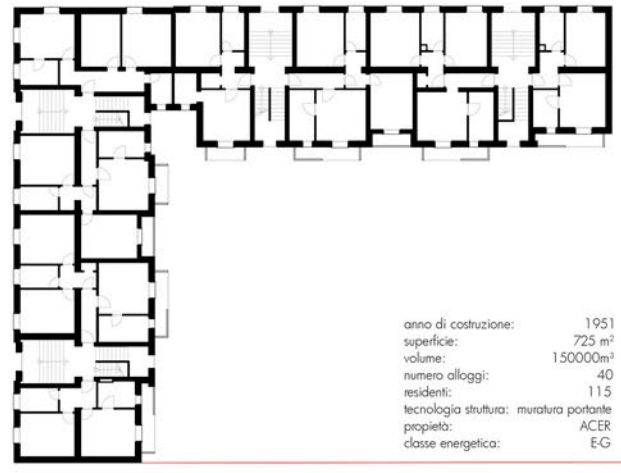 anno di costruzione: 1951
superficie: 725 m²
volume: 150000m³
numero alloggi: 40
residenti: 115
tecnologia struttura: muratura portante
propietà: ACER
classe energetica: E-G